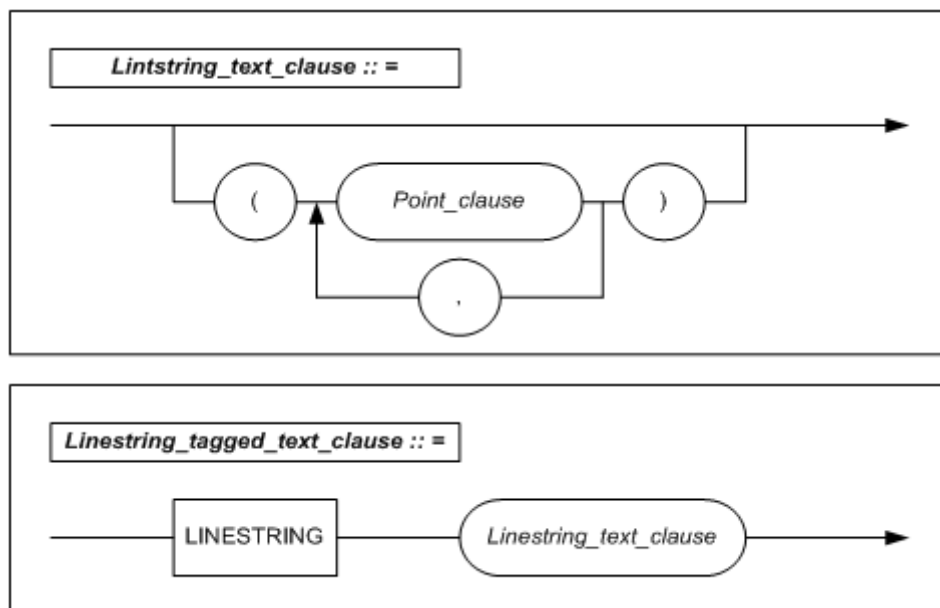 Lintstring_text_clause :: =
( Point_clause )
,
Linestring_tagged_text_clause :: =
LINESTRING Linestring_text_clause